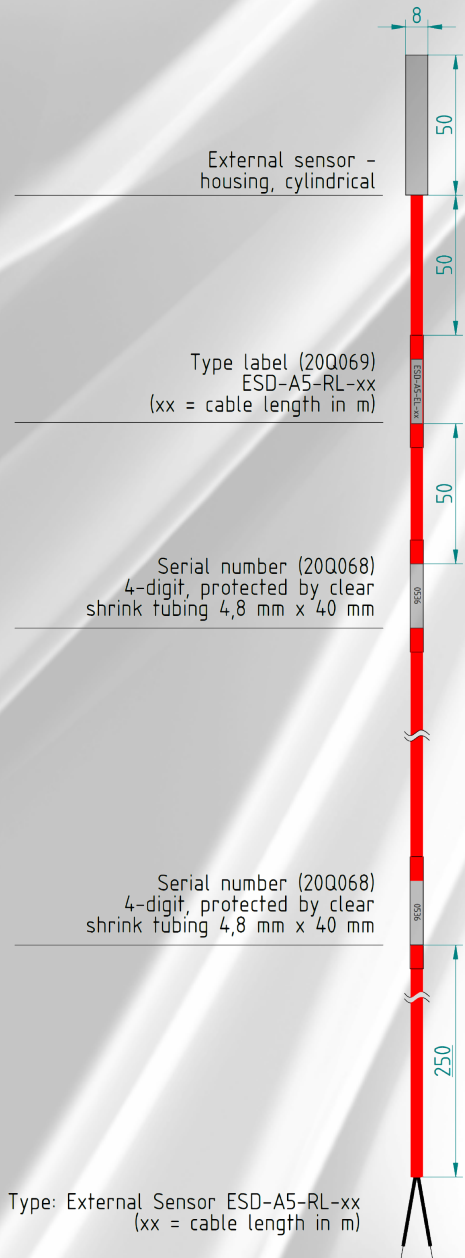 8
50
External sensor -
housing, cylindrical
50
Type label (20Q069)
ESD-A5-RL-xx
(xx = cable length in m)
ESD-A5-EL-xx
50
Serial number (20Q068)
4-digit, protected by clear
shrink tubing 4,8 mm x 40 mm
0536
Serial number (20Q068)
4-digit, protected by clear
shrink tubing 4,8 mm x 40 mm
0536
250
Type: External Sensor ESD-A5-RL-xx
(xx = cable length in m)